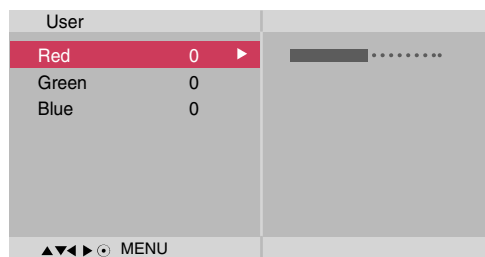 User
Red 0 ▶
Green 0
Blue 0
▲▼◀ ▶ ⊙ MENU